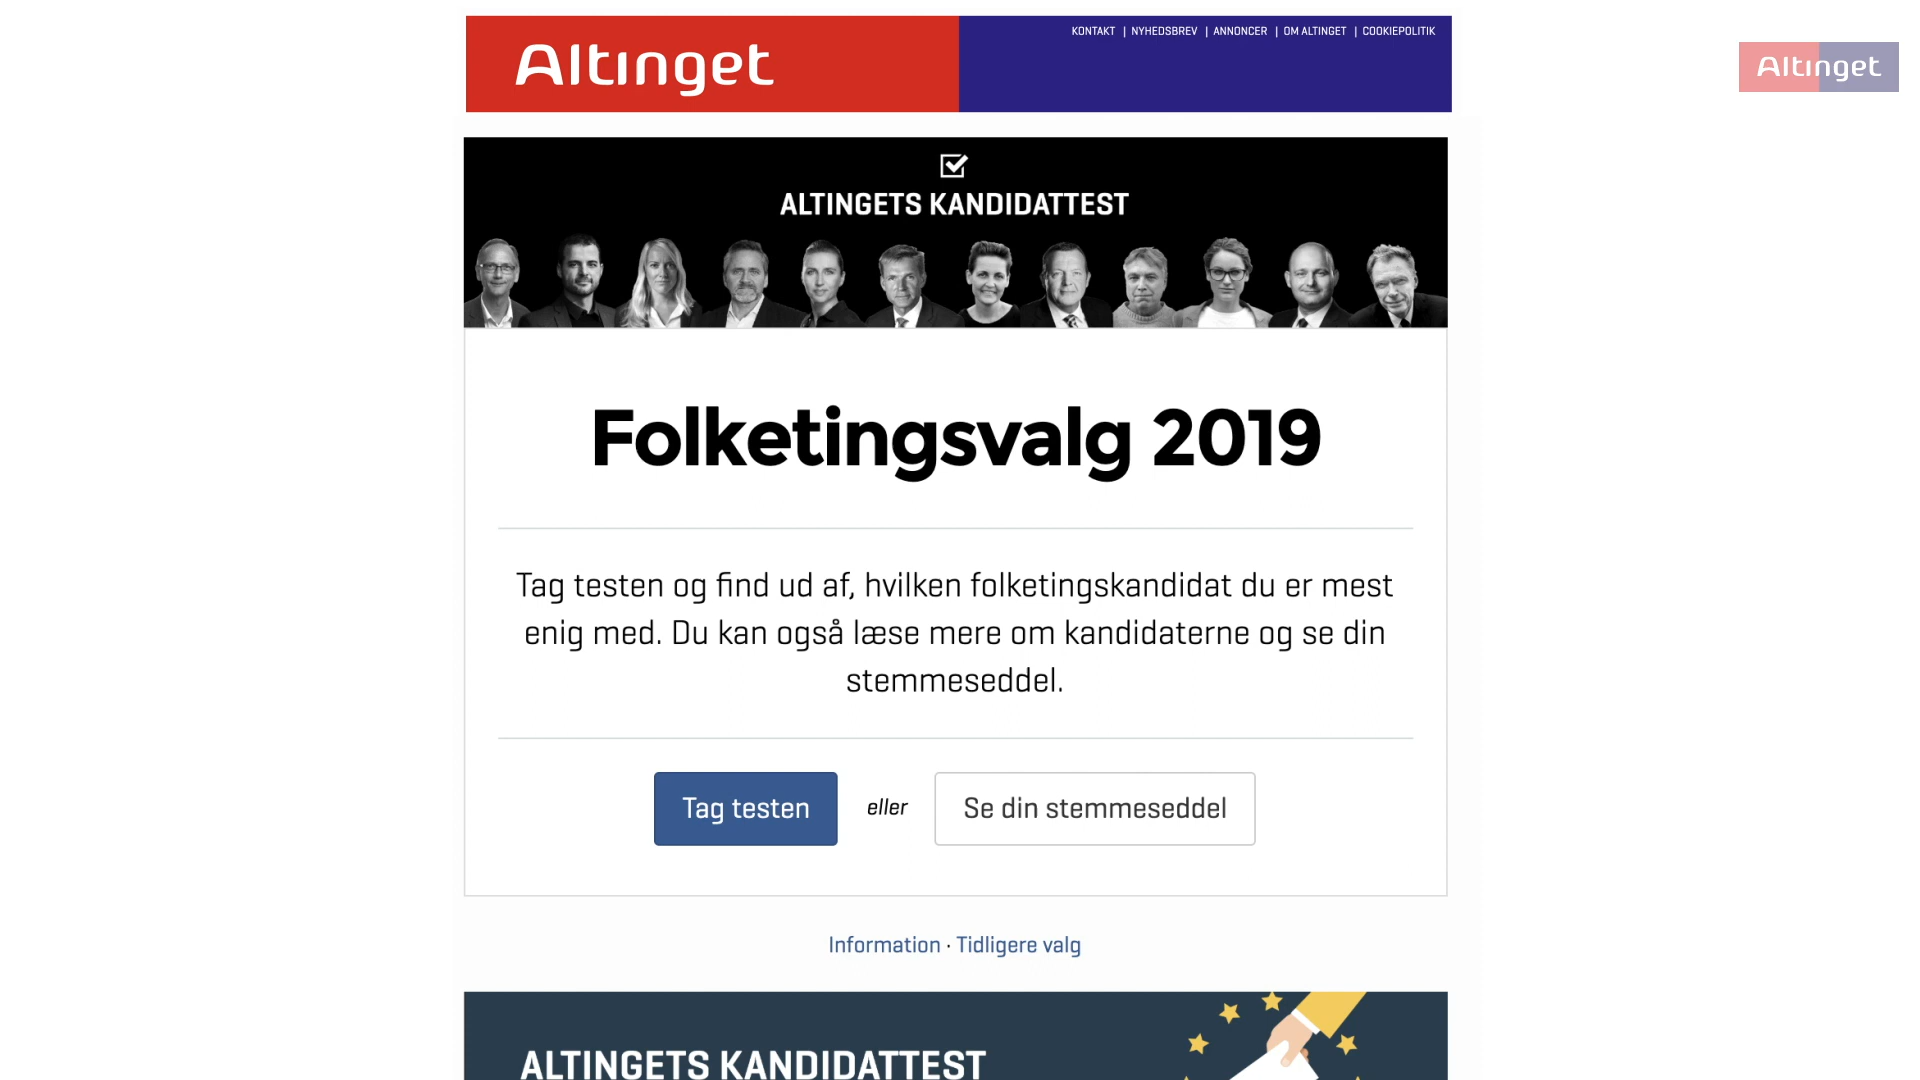 Altinget
KONTAKT | NYHEDSBREV | ANNONCER | OM ALTINGET | COOKIEPOLITIK
Altinget
ALTINGETS KANDIDATTEST
Folketingsvalg 2019
Tag testen og find ud af, hvilken folketingskandidat du er mest
enig med. Du kan også læse mere om kandidaterne og se din
stemmeseddel.
Tag testen eller Se din stemmeseddel
Information · Tidligere valg
ALTINGETS KANDIDATTEST